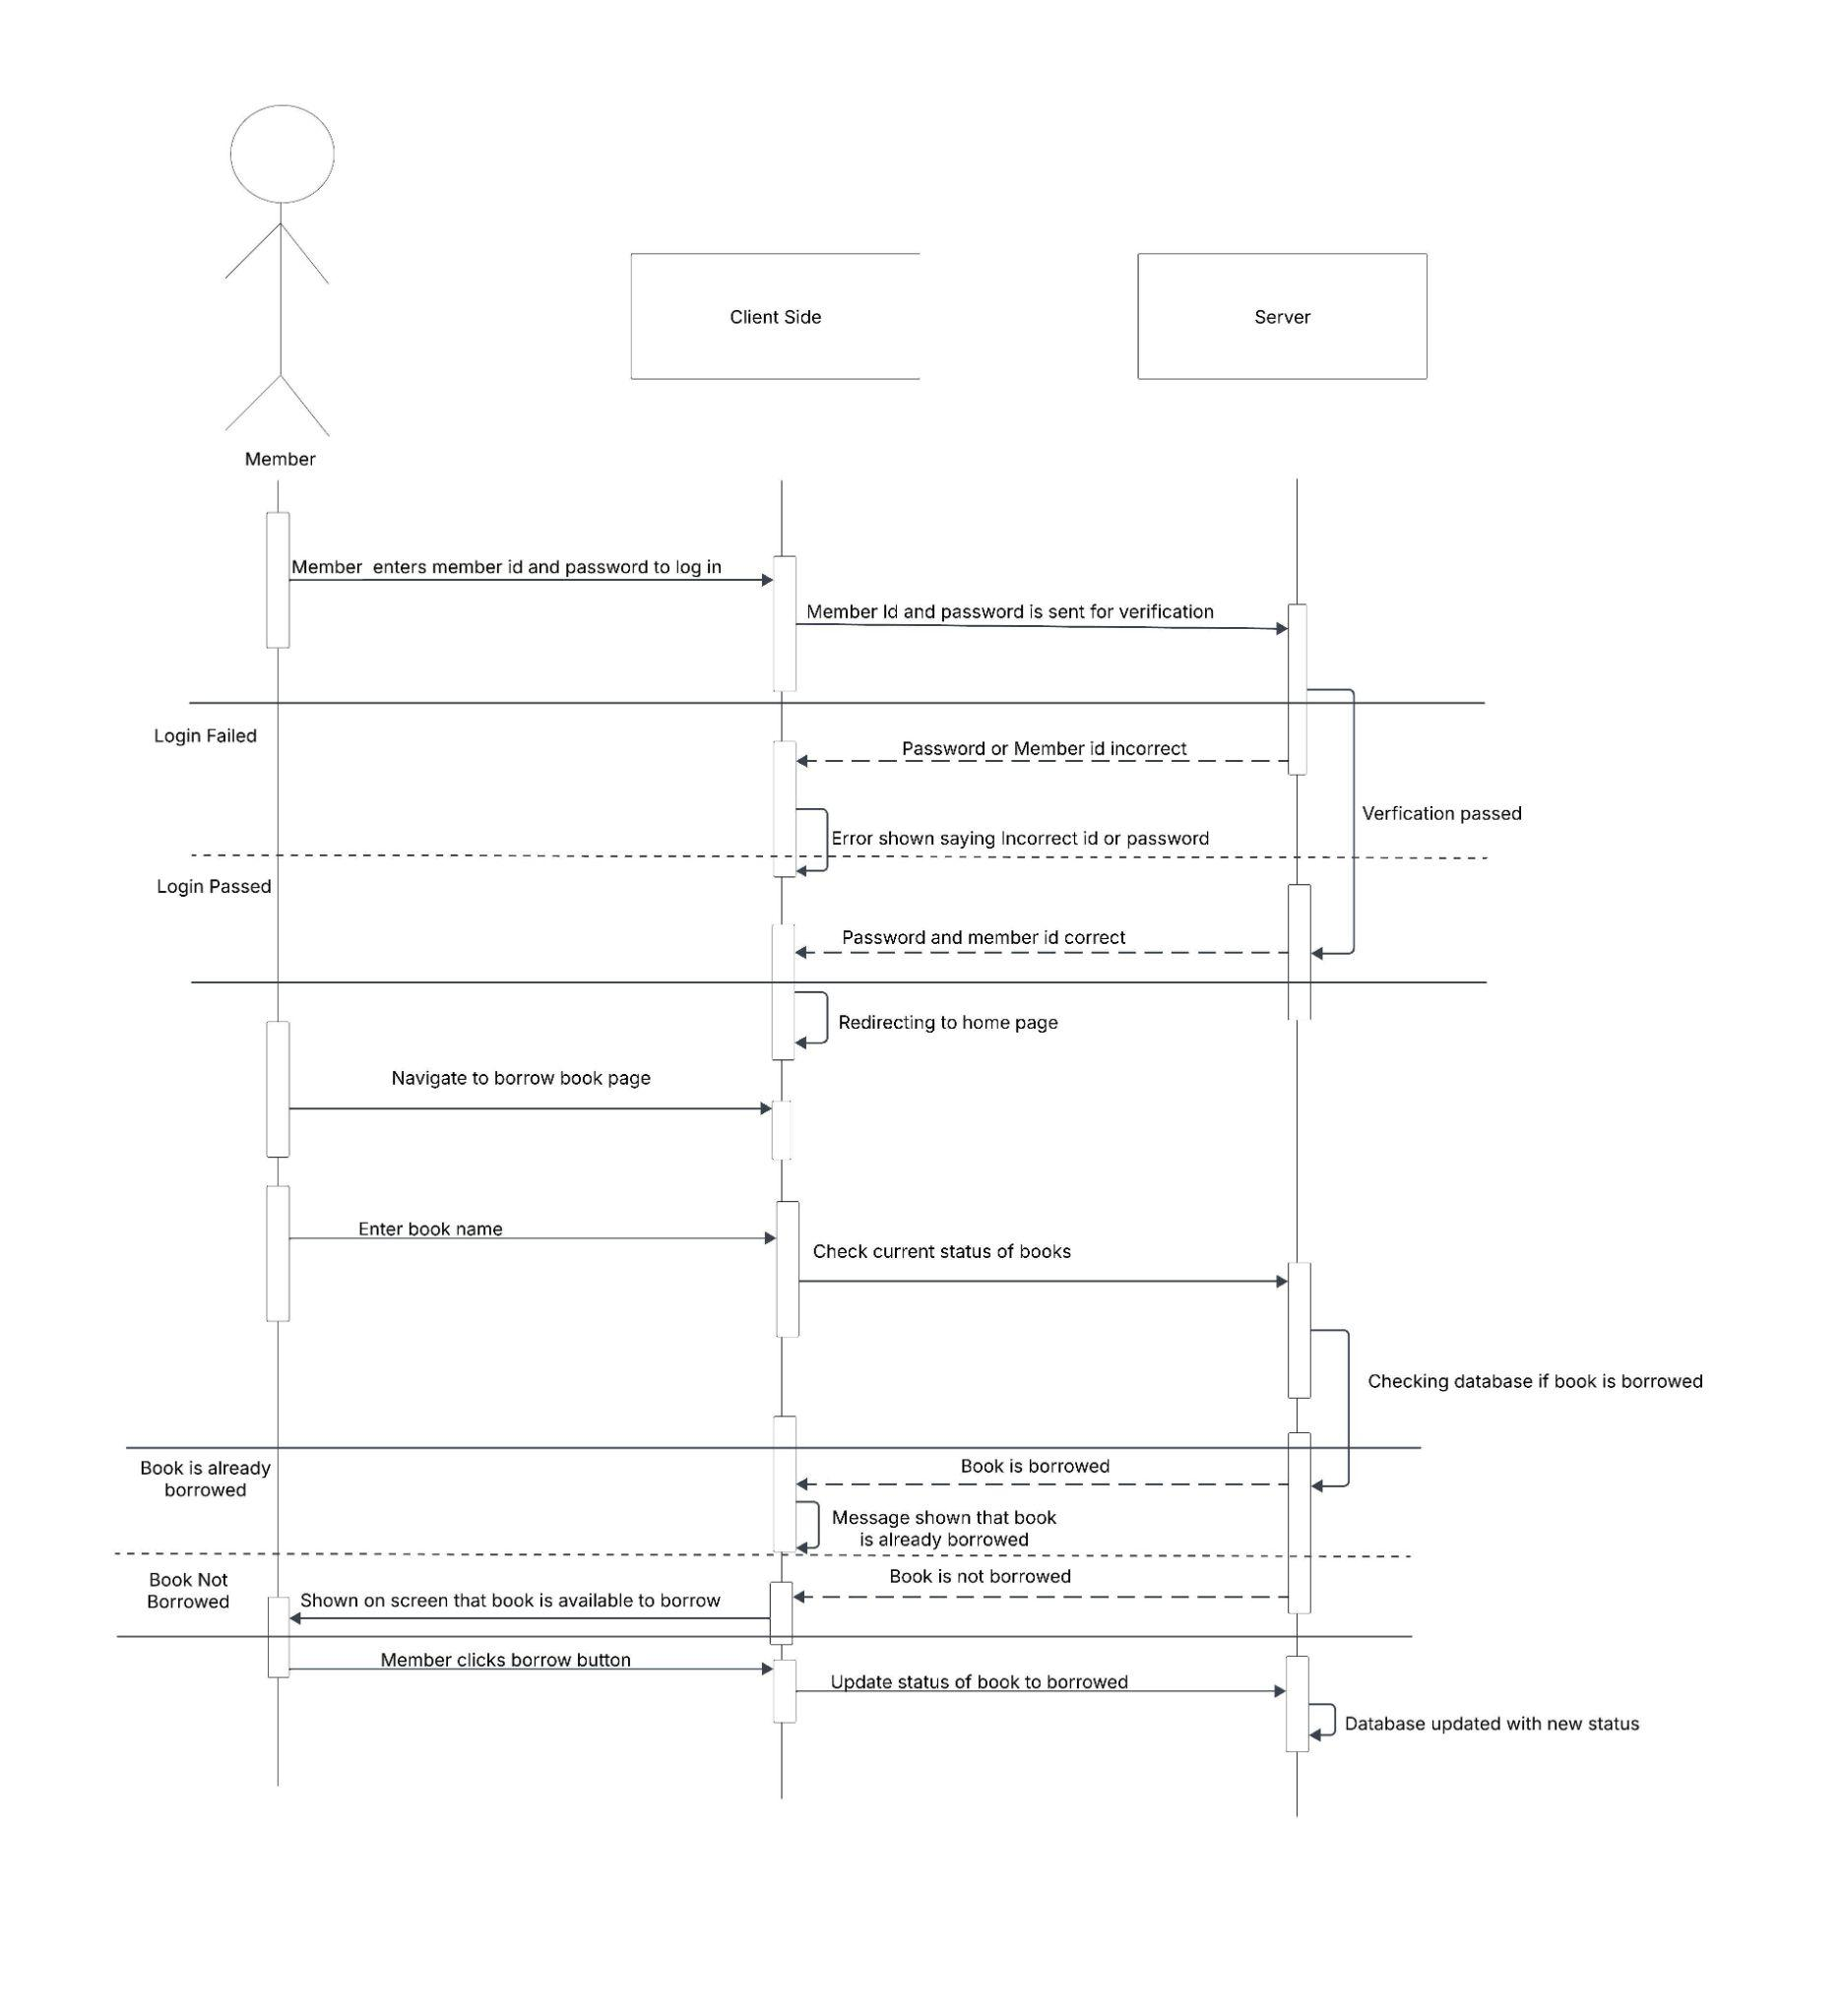 Client Side
Server
Member
Member enters member id and password to log in
Member Id and password is sent for verification
Login Failed
Password or Member id incorrect
Verfication passed
Error shown saying Incorrect id or password
Login Passed
Password and member id correct
Redirecting to home page
Navigate to borrow book page
Enter book name
Check current status of books
Checking database if book is borrowed
Book is already
borrowed
Book is borrowed
Message shown that book
is already borrowed
Book Not
Borrowed
Book is not borrowed
Shown on screen that book is available to borrow
Member clicks borrow button
Update status of book to borrowed
Database updated with new status